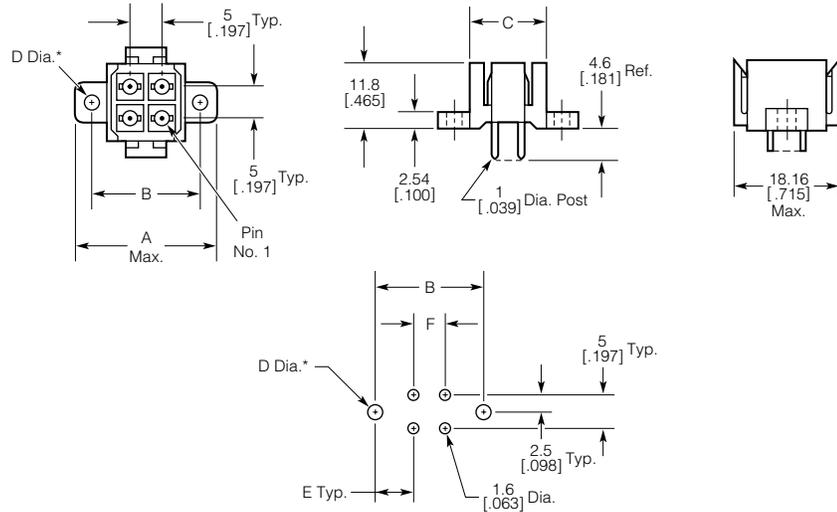 5
[.197] Typ.
D Dia.*
5
[.197] Typ.
B
A
Max.
Pin
No. 1
C
11.8
[.465]
4.6
[.181] Ref.
2.54
[.100]
1
[.039] Dia. Post
18.16
[.715]
Max.
B
F
D Dia.*
5
[.197] Typ.
2.5
[.098] Typ.
E Typ.
1.6
[.063] Dia.